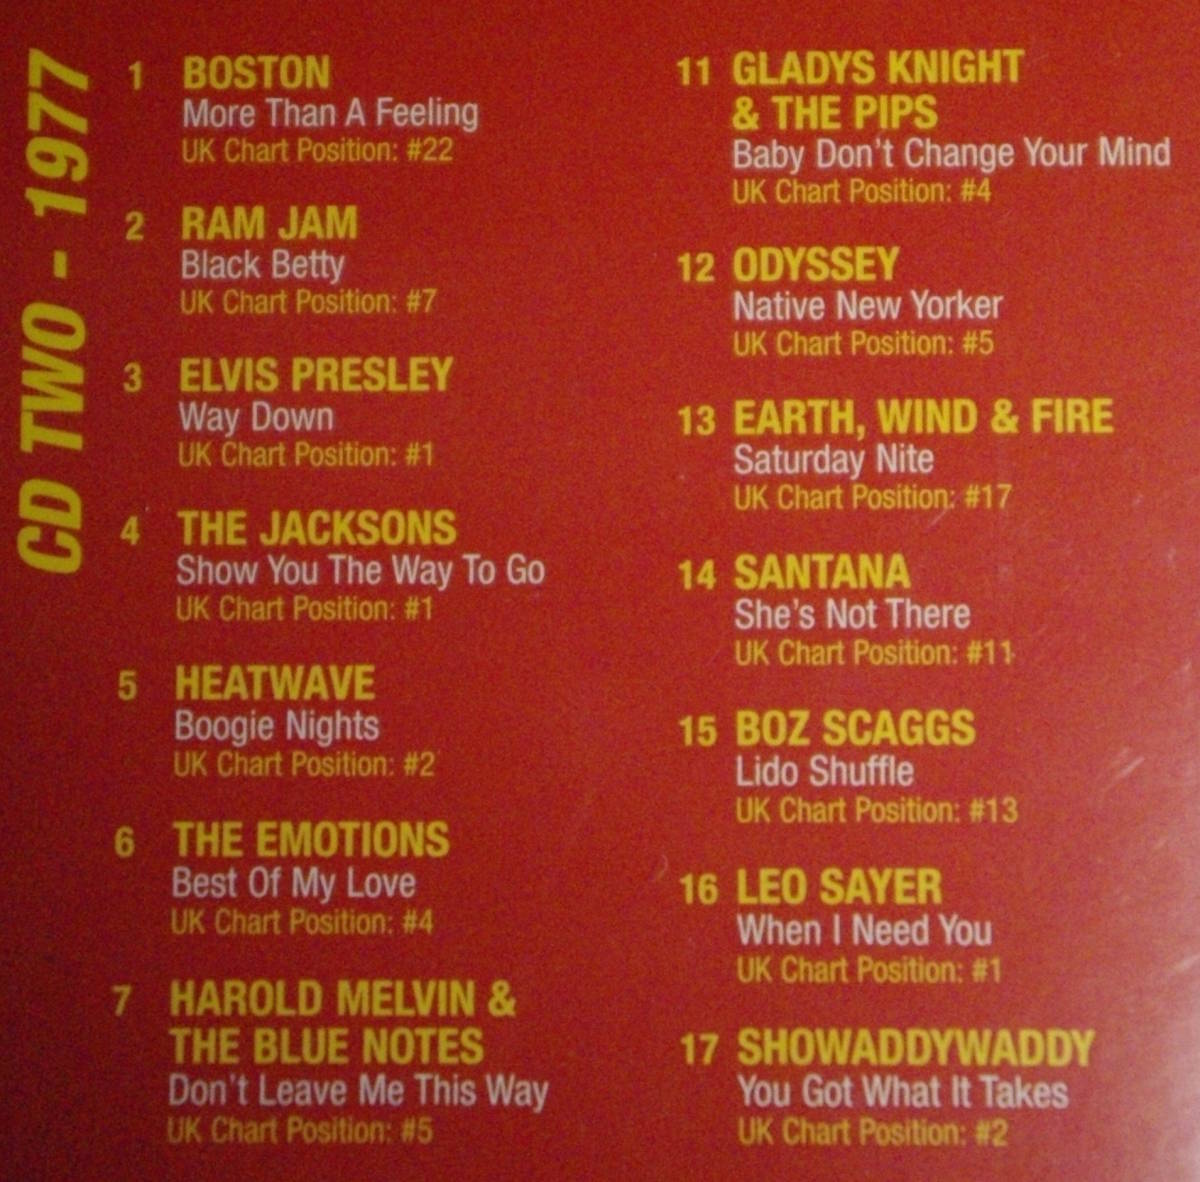 CD TWO - 1977
1 BOSTON
More Than A Feeling
UK Chart Position: #22
2 RAM JAM
Black Betty
UK Chart Position: #7
3 ELVIS PRESLEY
Way Down
UK Chart Position: #1
4 THE JACKSONS
Show You The Way To Go
UK Chart Position: #1
5 HEATWAVE
Boogie Nights
UK Chart Position: #2
6 THE EMOTIONS
Best Of My Love
UK Chart Position: #4
7 HAROLD MELVIN &
THE BLUE NOTES
Don't Leave Me This Way
UK Chart Position: #5
11 GLADYS KNIGHT
& THE PIPS
Baby Don't Change Your Mind
UK Chart Position: #4
12 ODYSSEY
Native New Yorker
UK Chart Position: #5
13 EARTH, WIND & FIRE
Saturday Nite
UK Chart Position: #17
14 SANTANA
She's Not There
UK Chart Position: #11
15 BOZ SCAGGS
Lido Shuffle
UK Chart Position: #13
16 LEO SAYER
When I Need You
UK Chart Position: #1
17 SHOWADDYWADDY
You Got What It Takes
UK Chart Position: #2